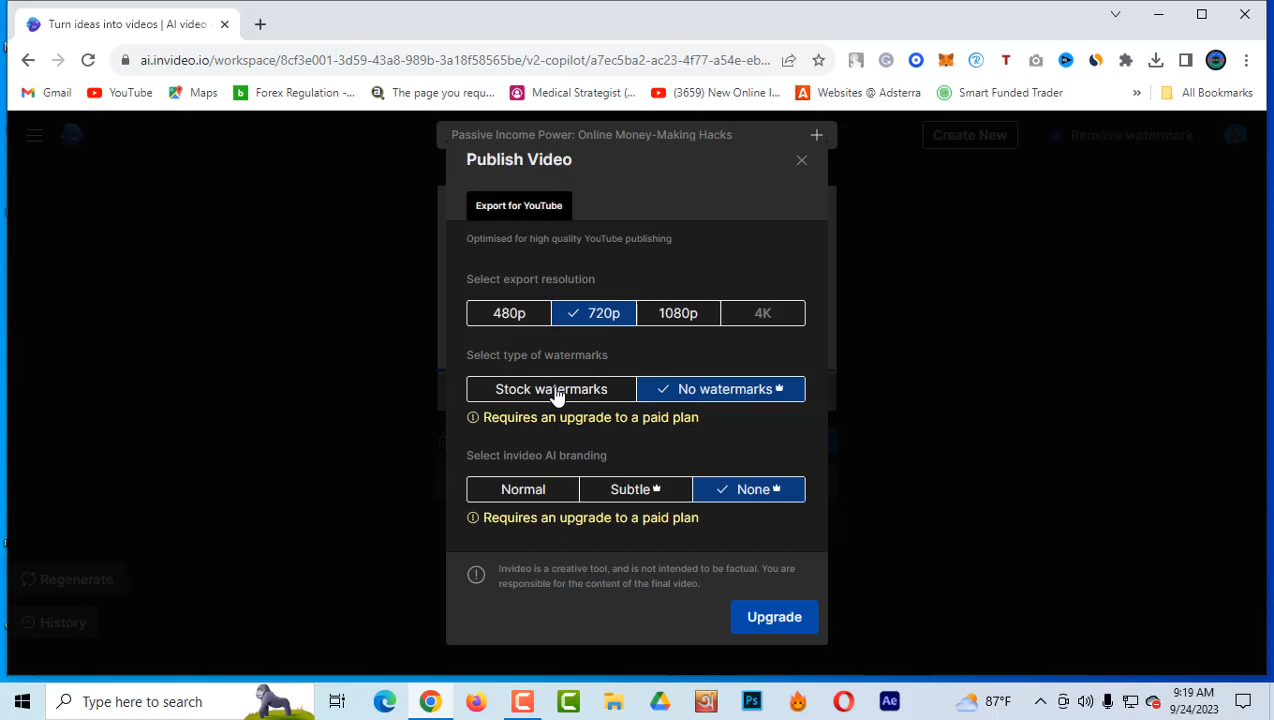 Turn ideas into videos | AI video
ai.invideo.io/workspace/8cf3e001-3d59-43a8-989b-3a18f58565be/v2-copilot/a7ec5ba2-ac23-4f77-a54e-eb...
Gmail
YouTube
Maps
Forex Regulation -...
The page you requ...
Medical Strategist (...
(3659) New Online I...
Websites @ Adsterra
Smart Funded Trader
»
All Bookmarks
Passive Income Power: Online Money-Making Hacks
Create New
Remove watermark
Publish Video
Export for YouTube
Optimised for high quality YouTube publishing
Select export resolution
480p
720p
1080p
4K
Select type of watermarks
Stock watermarks
No watermarks
Requires an upgrade to a paid plan
Select invideo AI branding
Normal
Subtle
None
Requires an upgrade to a paid plan
Invideo is a creative tool, and is not intended to be factual. You are
responsible for the content of the final video.
Upgrade
Regenerate
History
Type here to search
Ps
Ae
87°F
9:19 AM
9/24/2023